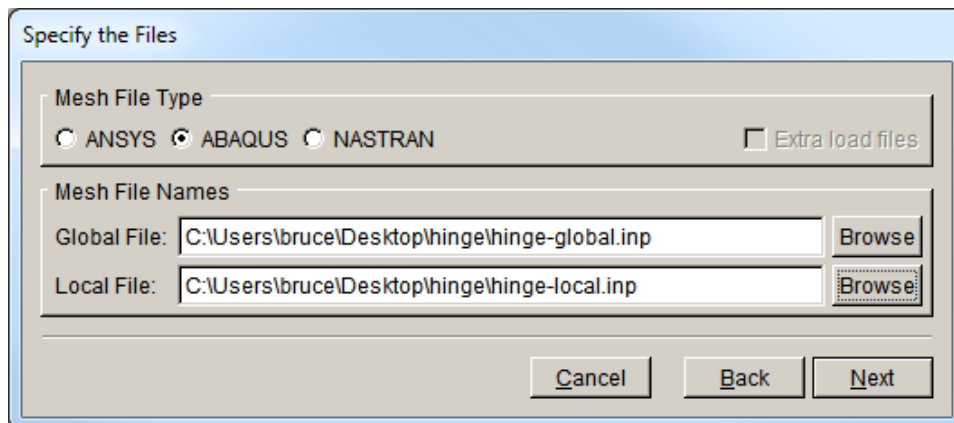 Specify the Files
Mesh File Type
ANSYS ABAQUS NASTRAN Extra load files
Mesh File Names
Global File: C:\Users\bruce\Desktop\hinge\hinge-global.inp Browse
Local File: C:\Users\bruce\Desktop\hinge\hinge-local.inp Browse
Cancel Back Next